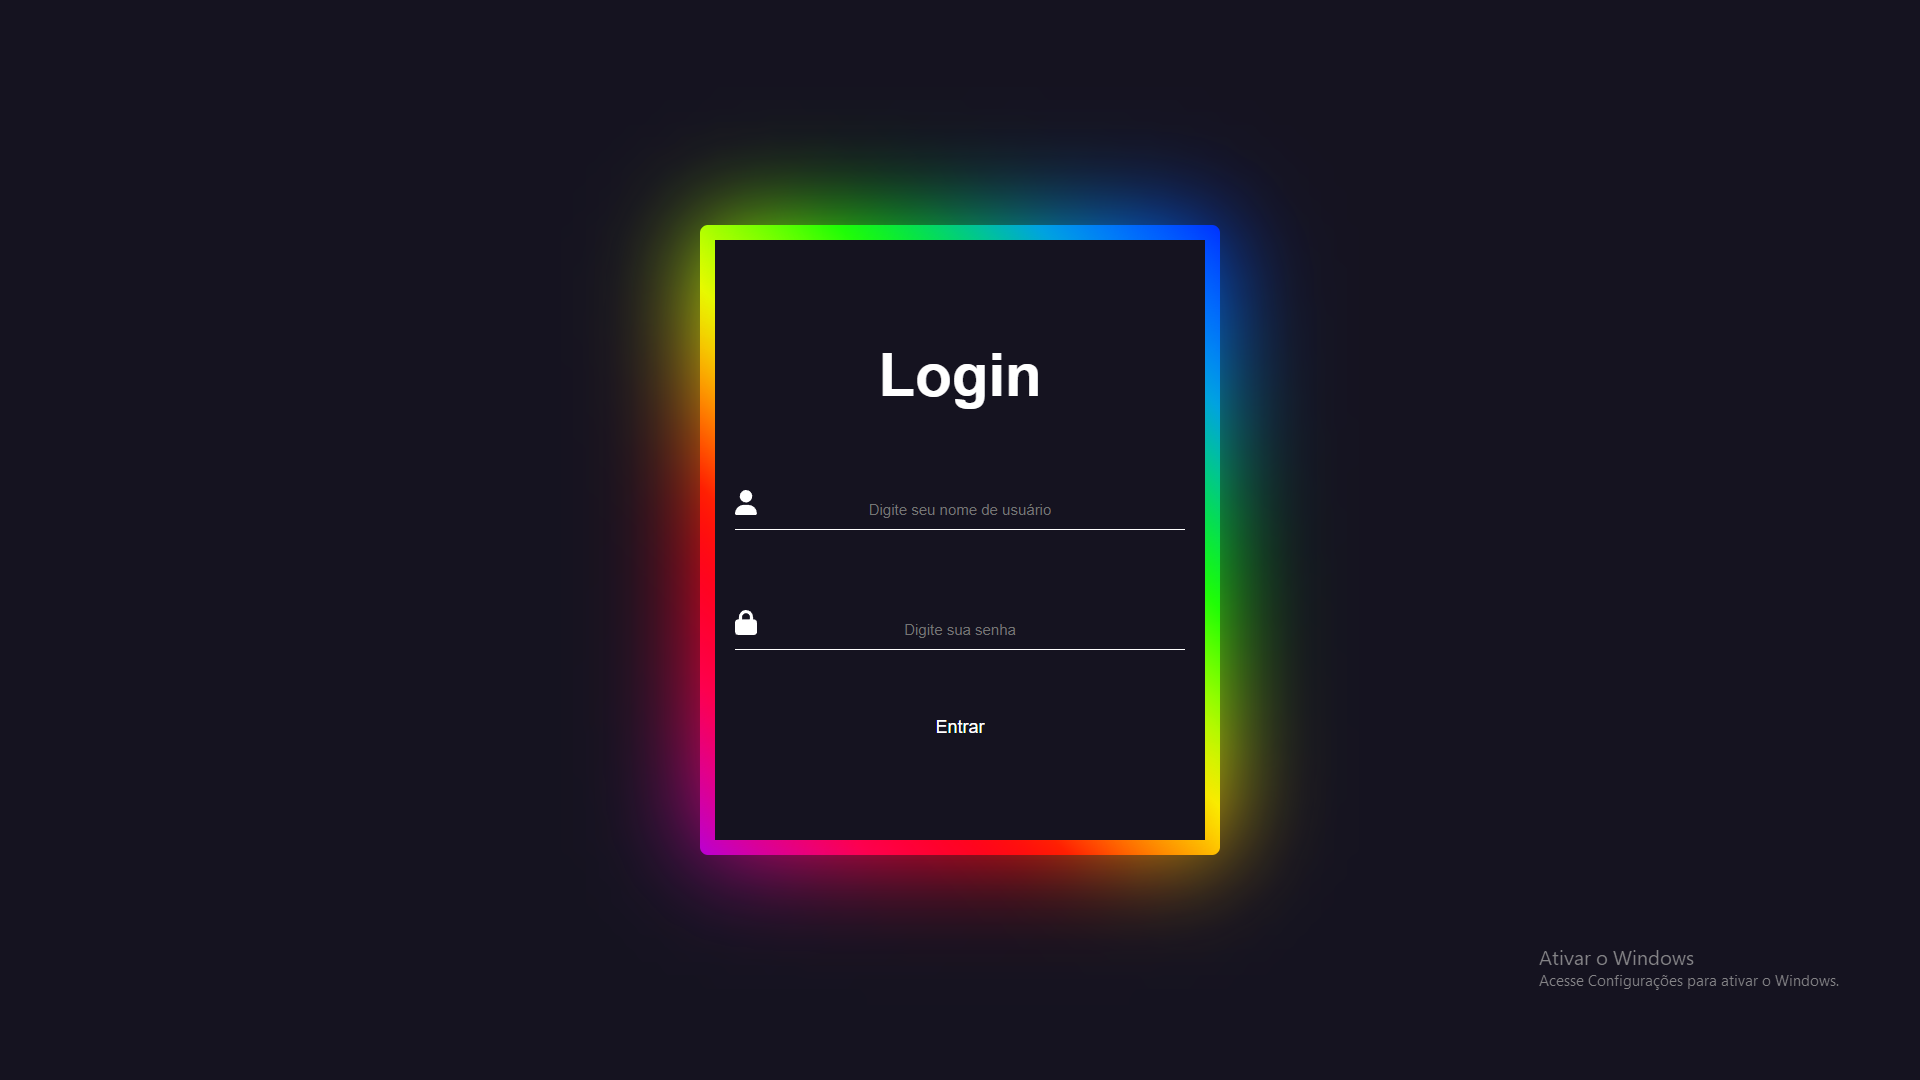 Login
Digite seu nome de usuário
Digite sua senha
Entrar
Ativar o Windows
Acesse Configurações para ativar o Windows.